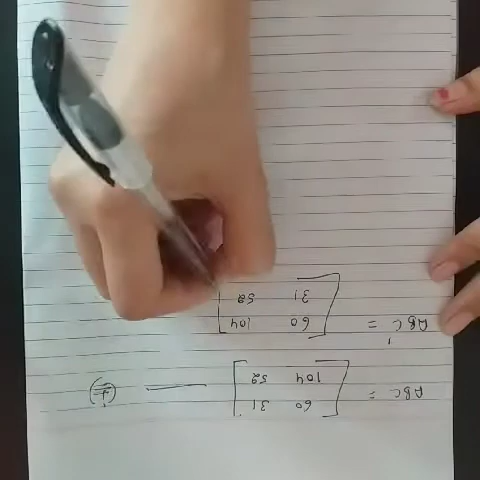 60 31
ABC =
104 52
60 104
ABC' =
31 52